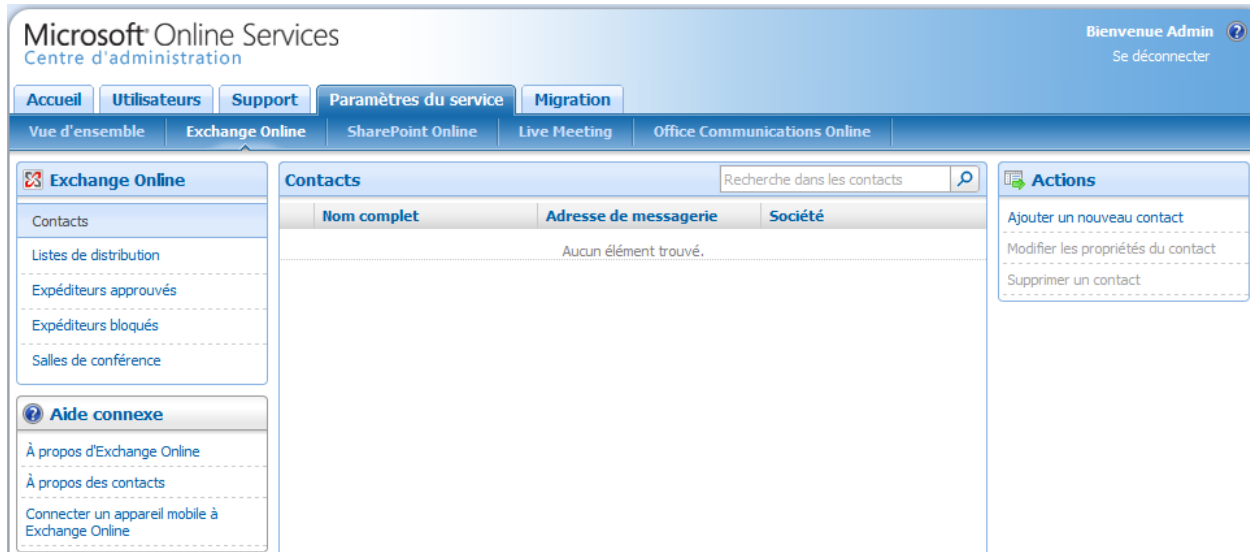 Microsoft Online Services
Centre d'administration
Bienvenue Admin
Se déconnecter
Accueil
Utilisateurs
Support
Paramètres du service
Migration
Vue d'ensemble
Exchange Online
SharePoint Online
Live Meeting
Office Communications Online
Exchange Online
Contacts
Listes de distribution
Expéditeurs approuvés
Expéditeurs bloqués
Salles de conférence
Aide connexe
À propos d'Exchange Online
À propos des contacts
Connecter un appareil mobile à
Exchange Online
Contacts
Recherche dans les contacts
Nom complet
Adresse de messagerie
Société
Aucun élément trouvé.
Actions
Ajouter un nouveau contact
Modifier les propriétés du contact
Supprimer un contact